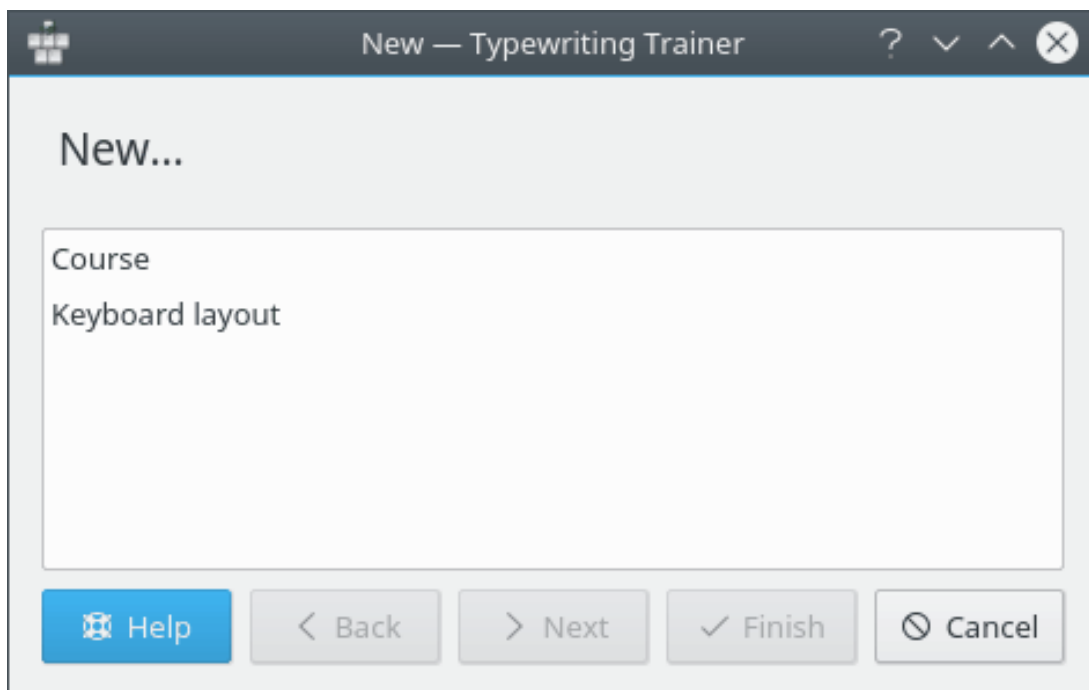 New — Typewriting Trainer
New...
Course
Keyboard layout
Help
Back
Next
Finish
Cancel